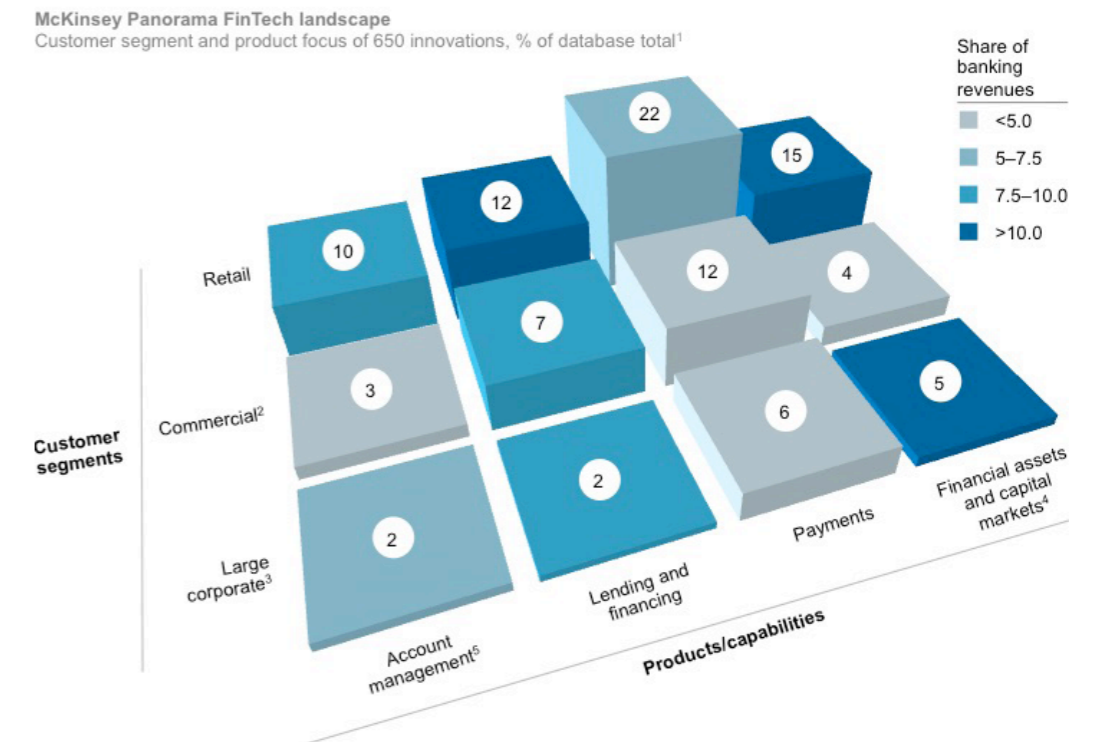 McKinsey Panorama FinTech landscape
Customer segment and product focus of 650 innovations, % of database total¹
Share of
banking
revenues
<5.0
5–7.5
7.5–10.0
>10.0
22
15
12
10
Retail
12
4
7
3
Commercial²
5
6
Customer
segments
2
2
Large
corporate³
Financial assets
and capital
markets⁴
Payments
Lending and
financing
Account
management⁵
Products/capabilities